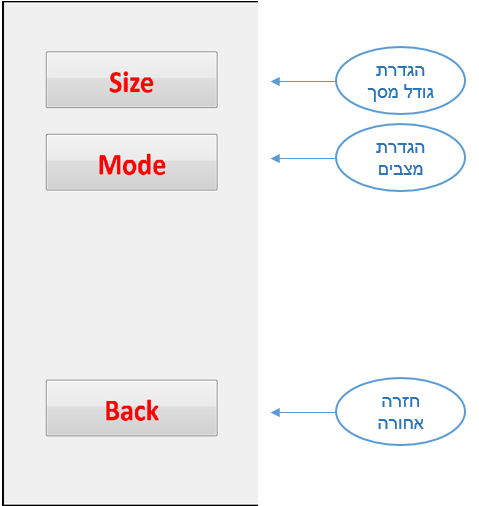 Size
הגדרת
גודל מסך
Mode
הגדרת
מצבים
Back
חזרה
אחורה